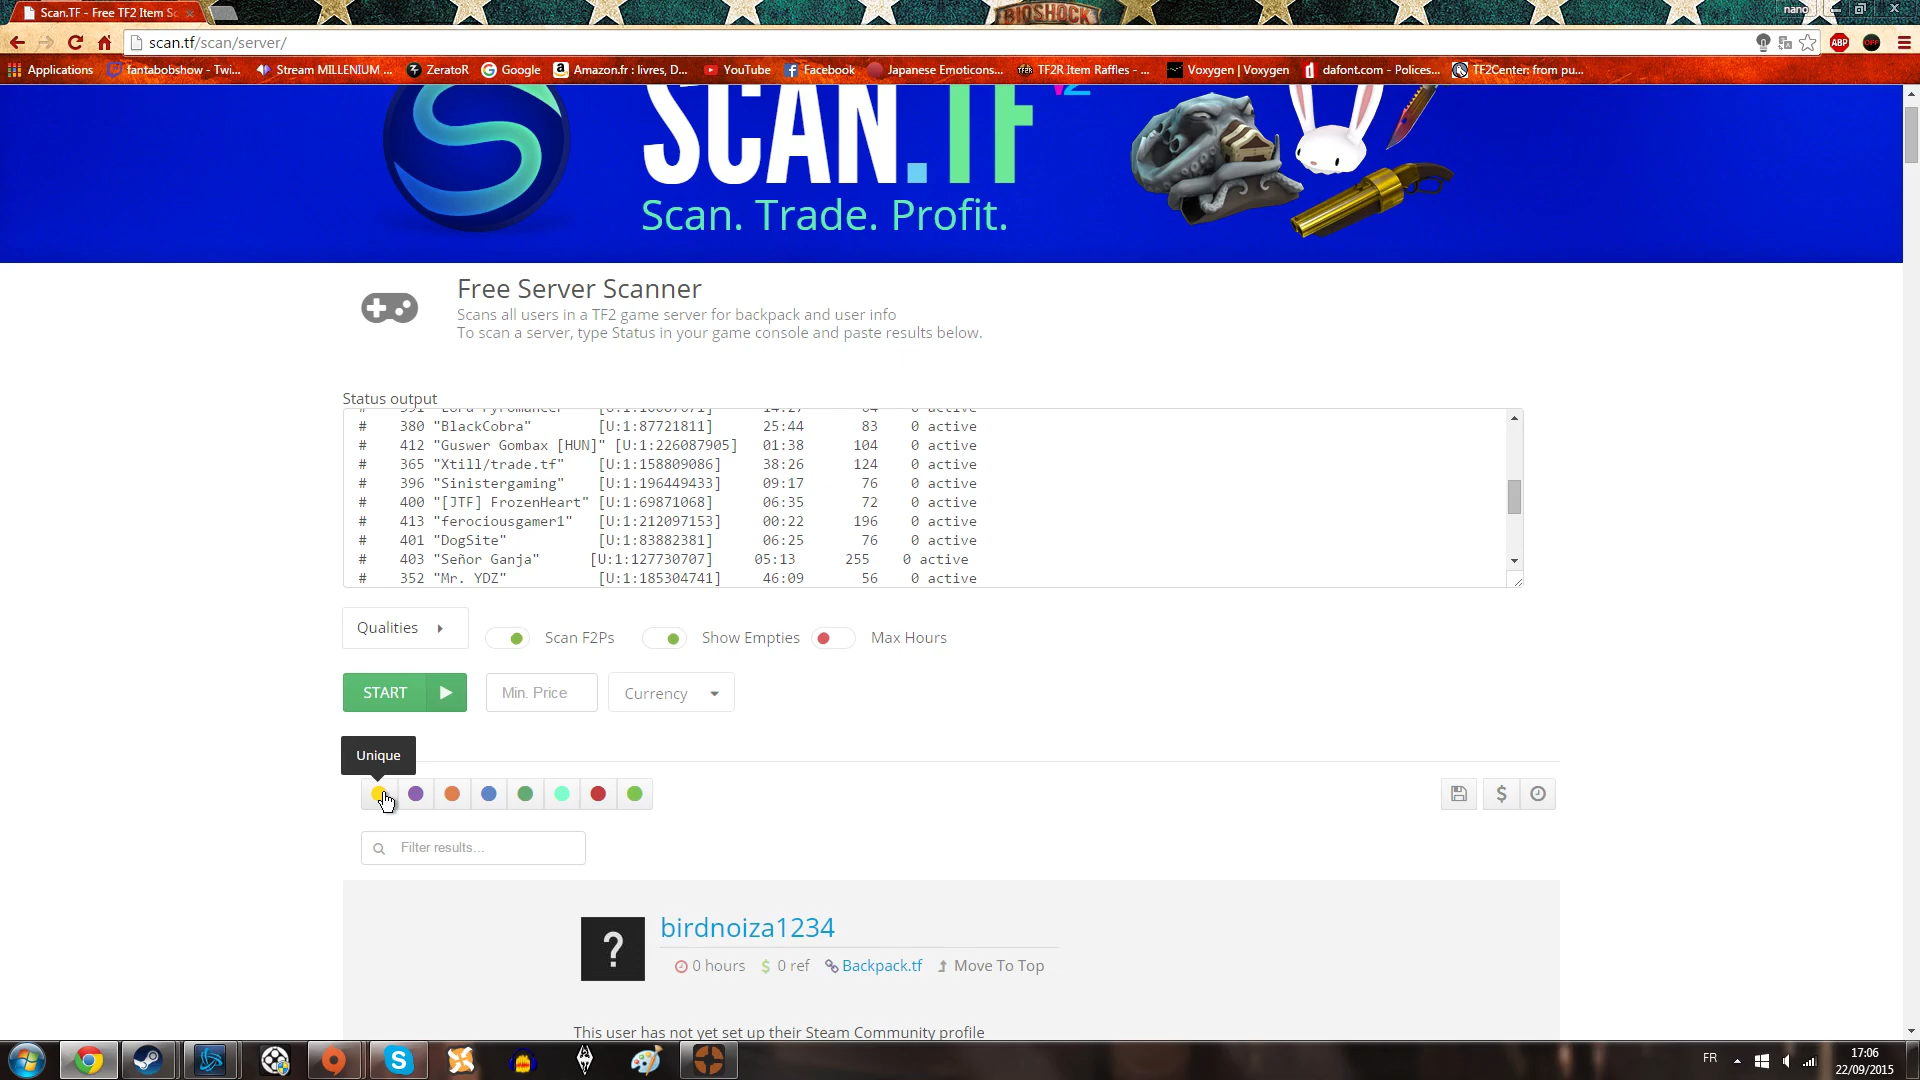 Scan.TF - Free TF2 Item Sc
BIOSHOCK
nano
scan.tf/scan/server/
ABP
OFF
Applications
fantabobshow - Twi...
Stream MILLENIUM ...
ZeratoR
Google
Amazon.fr : livres, D...
YouTube
Facebook
Japanese Emoticons...
TF2R Item Raffles - ...
Voxygen | Voxygen
dafont.com - Polices...
TF2Center: from pu...
SCAN.TF
Scan. Trade. Profit.
Free Server Scanner
Scans all users in a TF2 game server for backpack and user info
To scan a server, type Status in your game console and paste results below.
Status output
# 380 "BlackCobra" [U:1:87721811] 25:44 83 0 active
# 412 "Guswer Gombax [HUN]" [U:1:226087905] 01:38 104 0 active
# 365 "Xtill/trade.tf" [U:1:158809086] 38:26 124 0 active
# 396 "Sinistergaming" [U:1:196449433] 09:17 76 0 active
# 400 "[JTF] FrozenHeart" [U:1:69871068] 06:35 72 0 active
# 413 "ferociousgamer1" [U:1:212097153] 00:22 196 0 active
# 401 "DogSite" [U:1:83882381] 06:25 76 0 active
# 403 "Señor Ganja" [U:1:127730707] 05:13 255 0 active
# 352 "Mr. YDZ" [U:1:185304741] 46:09 56 0 active
Qualities
Scan F2Ps
Show Empties
Max Hours
START
Min. Price
Currency
Unique
Filter results...
?
birdnoiza1234
0 hours
$ 0 ref
Backpack.tf
Move To Top
This user has not yet set up their Steam Community profile
FR
17:06
22/09/2015